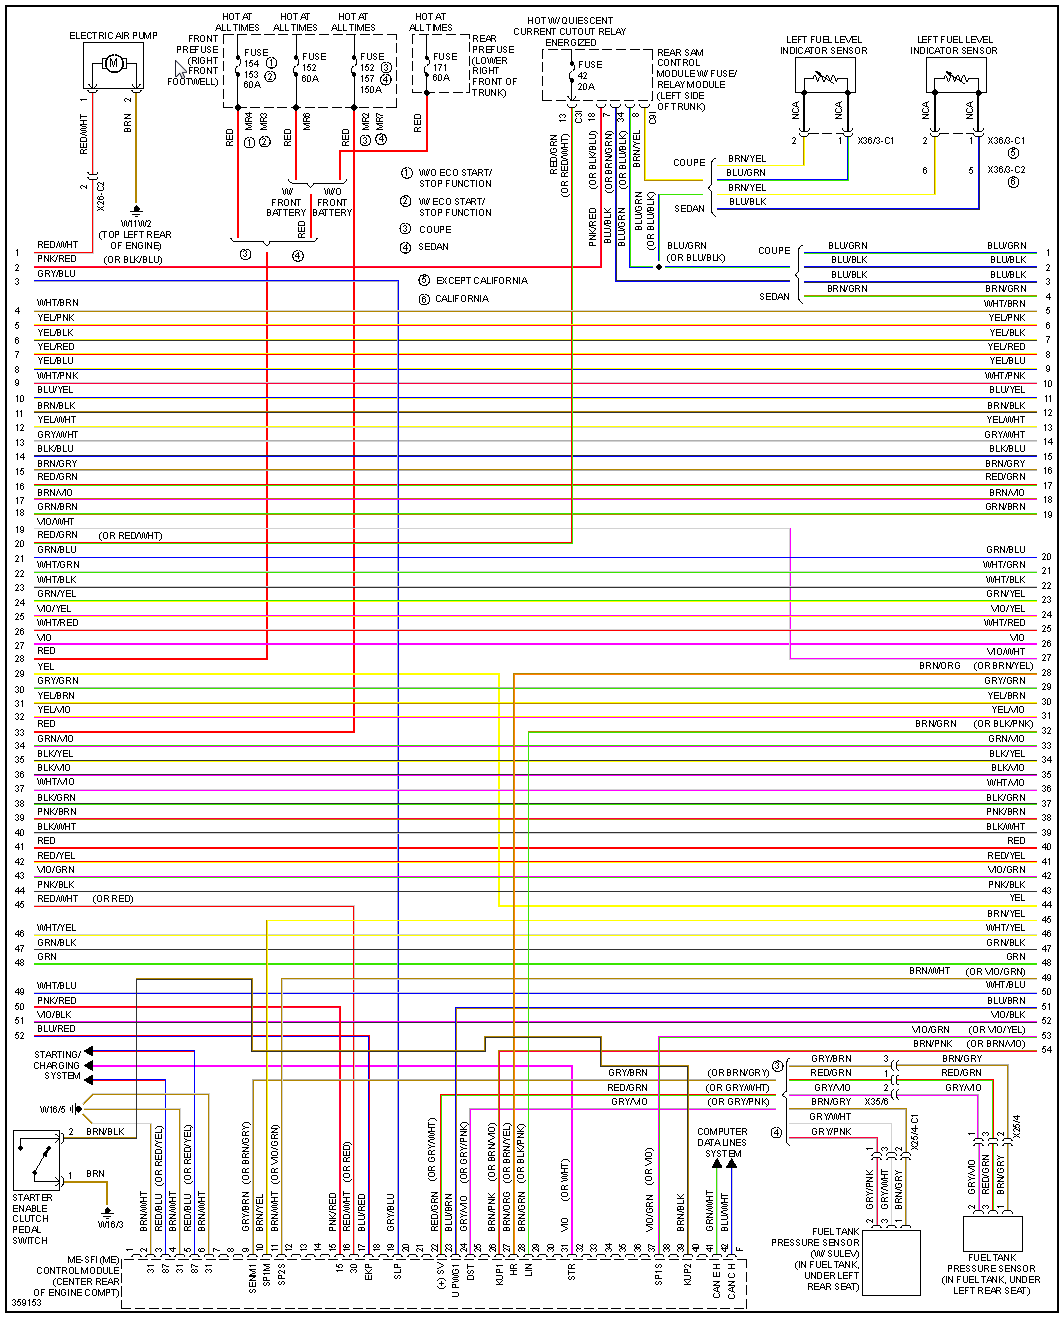 HOT AT
ALL TIMES
HOT AT
ALL TIMES
HOT AT
ALL TIMES
HOT AT
ALL TIMES
HOT W/ QUIESCENT
CURRENT CUTOUT RELAY
ENERGIZED
ELECTRIC AIR PUMP
M
1
2
RED/WHT
BRN
2
X26-C2
W11W2
(TOP LEFT REAR
OF ENGINE)
(OR BLK/BLU)
FRONT
PREFUSE
(RIGHT
FRONT
FOOTWELL)
FUSE
154
153
60A
1
2
FUSE
152
60A
FUSE
152
157
150A
3
4
FUSE
171
60A
REAR
PREFUSE
(LOWER
RIGHT
FRONT OF
TRUNK)
FUSE
42
20A
REAR SAM
CONTROL
MODULE W/ FUSE/
RELAY MODULE
(LEFT SIDE
OF TRUNK)
LEFT FUEL LEVEL
INDICATOR SENSOR
LEFT FUEL LEVEL
INDICATOR SENSOR
NCA
NCA
NCA
NCA
2
1
X36/3-C1
2
1
X36/3-C1
5
6
5
X36/3-C2
6
RED
MR4
MR3
1
2
RED
MR6
RED
MR2
MR7
3
4
RED
W/
FRONT
BATTERY
W/O
FRONT
BATTERY
RED
3
4
1 W/O ECO START/
STOP FUNCTION
2 W/ ECO START/
STOP FUNCTION
3 COUPE
4 SEDAN
5 EXCEPT CALIFORNIA
6 CALIFORNIA
13
C3I
18
7
34
8
C9I
RED/GRN
(OR RED/WHT)
(OR BLK/BLU)
(OR BRN/GRN)
(OR BLU/BLK)
BRN/YEL
PNK/RED
BLU/BLK
BLU/GRN
BLU/GRN
(OR BLU/BLK)
COUPE
BRN/YEL
BLU/GRN
BRN/YEL
SEDAN
BLU/BLK
BLU/GRN
(OR BLU/BLK)
COUPE
SEDAN
BLU/GRN
BLU/BLK
BLU/BLK
BRN/GRN
1 RED/WHT
2 PNK/RED
3 GRY/BLU
4 WHT/BRN
5 YEL/PNK
6 YEL/BLK
7 YEL/RED
8 YEL/BLU
9 WHT/PNK
10 BLU/YEL
11 BRN/BLK
12 YEL/WHT
13 GRY/WHT
14 BLK/BLU
15 BRN/GRY
16 RED/GRN
17 BRN/VIO
18 GRN/BRN
19 VIO/WHT
20 RED/GRN (OR RED/WHT)
21 GRN/BLU
22 WHT/GRN
23 WHT/BLK
24 GRN/YEL
25 VIO/YEL
26 WHT/RED
27 VIO
28 RED
29 YEL
30 GRY/GRN
31 YEL/BRN
32 YEL/VIO
33 RED
34 GRN/VIO
35 BLK/YEL
36 BLK/VIO
37 WHT/VIO
38 BLK/GRN
39 PNK/BRN
40 BLK/WHT
41 RED
42 RED/YEL
43 VIO/GRN
44 PNK/BLK
45 RED/WHT (OR RED)
46 WHT/YEL
47 GRN/BLK
48 GRN
49 WHT/BLU
50 PNK/RED
51 VIO/BLK
52 BLU/RED
BLU/GRN 1
BLU/BLK 2
BLU/BLK 3
BRN/GRN 4
WHT/BRN 5
YEL/PNK 6
YEL/BLK 7
YEL/RED 8
YEL/BLU 9
WHT/PNK 10
BLU/YEL 11
BRN/BLK 12
YEL/WHT 13
GRY/WHT 14
BLK/BLU 15
BRN/GRY 16
RED/GRN 17
BRN/VIO 18
GRN/BRN 19
GRN/BLU 20
WHT/GRN 21
WHT/BLK 22
GRN/YEL 23
VIO/YEL 24
WHT/RED 25
VIO 26
VIO/WHT 27
BRN/ORG (OR BRN/YEL) 28
GRY/GRN 29
YEL/BRN 30
YEL/VIO 31
BRN/GRN (OR BLK/PNK) 32
GRN/VIO 33
BLK/YEL 34
BLK/VIO 35
WHT/VIO 36
BLK/GRN 37
PNK/BRN 38
BLK/WHT 39
RED 40
RED/YEL 41
VIO/GRN 42
PNK/BLK 43
YEL 44
BRN/YEL 45
WHT/YEL 46
GRN/BLK 47
GRN 48
BRN/WHT (OR VIO/GRN) 49
WHT/BLU 50
BLU/BRN 51
VIO/BLK 52
VIO/GRN (OR VIO/YEL) 53
BRN/PNK (OR BRN/VIO) 54
STARTING/
CHARGING
SYSTEM
W16/5
2
BRN/BLK
1
BRN
W16/3
STARTER
ENABLE
CLUTCH
PEDAL
SWITCH
GRY/BRN (OR BRN/GRY)
RED/GRN (OR GRY/WHT)
GRY/VIO (OR GRY/PNK)
3
4
GRY/BRN 3 BRN/GRY
RED/GRN 1 RED/GRN
GRY/VIO 2 GRY/VIO
BRN/GRY
X35/6
GRY/WHT
GRY/PNK
COMPUTER
DATA LINES
SYSTEM
1
3
2
X25/4-C1
GRY/PNK
GRY/WHT
BRN/GRY
2
3
1
1
3
2
X25/4
GRY/VIO
RED/GRN
BRN/GRY
2
3
1
FUEL TANK
PRESSURE SENSOR
(W/ SULEV)
(IN FUEL TANK,
UNDER LEFT
REAR SEAT)
FUEL TANK
PRESSURE SENSOR
(IN FUEL TANK, UNDER
LEFT REAR SEAT)
BRN/WHT
RED/BLU (OR RED/YEL)
BRN/WHT
RED/BLU (OR RED/YEL)
BRN/WHT
GRY/BRN (OR BRN/GRY)
BRN/YEL
BRN/WHT (OR VIO/GRN)
PNK/RED
RED/WHT (OR RED)
BLU/RED
GRY/BLU
RED/GRN (OR GRY/WHT)
BLU/BRN
GRY/VIO (OR GRY/PNK)
BRN/PNK (OR BRN/VIO)
BRN/ORG (OR BRN/YEL)
BRN/GRN (OR BLK/PNK)
VIO (OR WHT)
VIO/GRN (OR VIO)
BRN/BLK
GRN/WHT
BLU/WHT
1 2 3 4 5 6 7 8 9 10 11 12 13 14 15 16 17 18 19 20 21 22 23 24 25 26 27 28 29 30 31 32 33 34 35 36 37 38 39 40 41 42 F
31
87
31
87
31
SENM1
SP1M
SP2S
15
30
EKP
SLP
(+) 5V
U PWG1
DST
KUP1
HR
LIN
STR
SP1S
KUP2
CAN E H
CAN C H
ME-SFI (ME)
CONTROL MODULE
(CENTER REAR
OF ENGINE COMPT)
359153